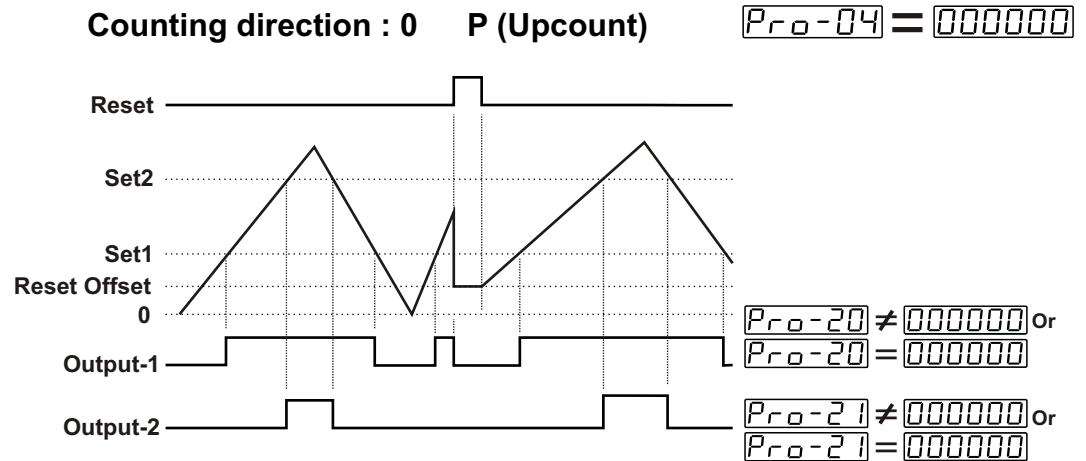 Counting direction : 0 P (Upcount) Pro-04 = 000000
Reset
Set2
Set1
Reset Offset
0
Pro-20 ≠ 000000 Or
Output-1 Pro-20 = 000000
Pro-21 ≠ 000000 Or
Output-2
Pro-21 = 000000